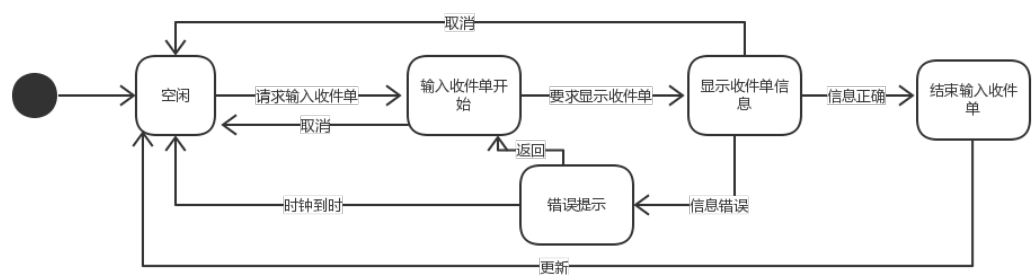 取消
空闲
请求输入收件单
输入收件单开
始
要求显示收件单
显示收件单信
息
信息正确
结束输入收件
单
取消
返回
时钟到时
错误提示
信息错误
更新